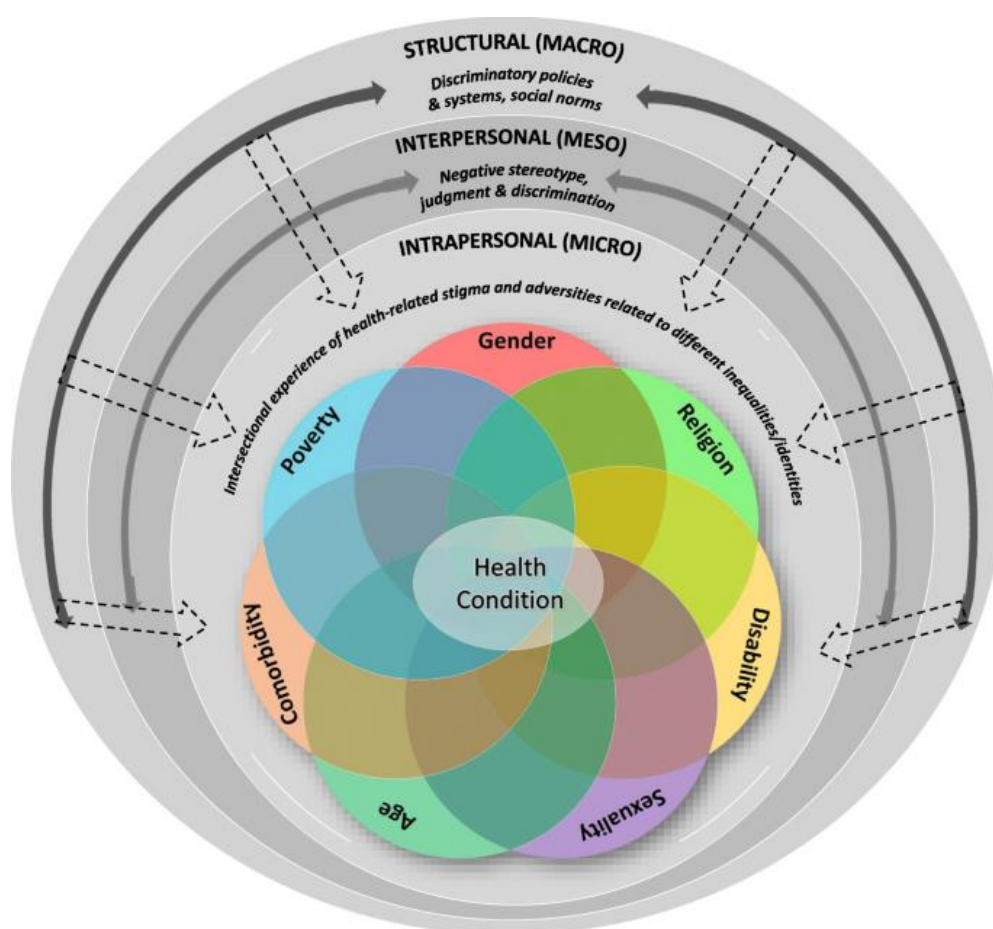 STRUCTURAL (MACRO)
Discriminatory policies
& systems, social norms
INTERPERSONAL (MESO)
Negative stereotype,
judgment & discrimination
INTRAPERSONAL (MICRO)
Intersectional experience of health-related stigma and adversities related to different inequalities/identities
Gender
Poverty
Religion
Health
Condition
Comorbidity
Disability
Age
Sexuality